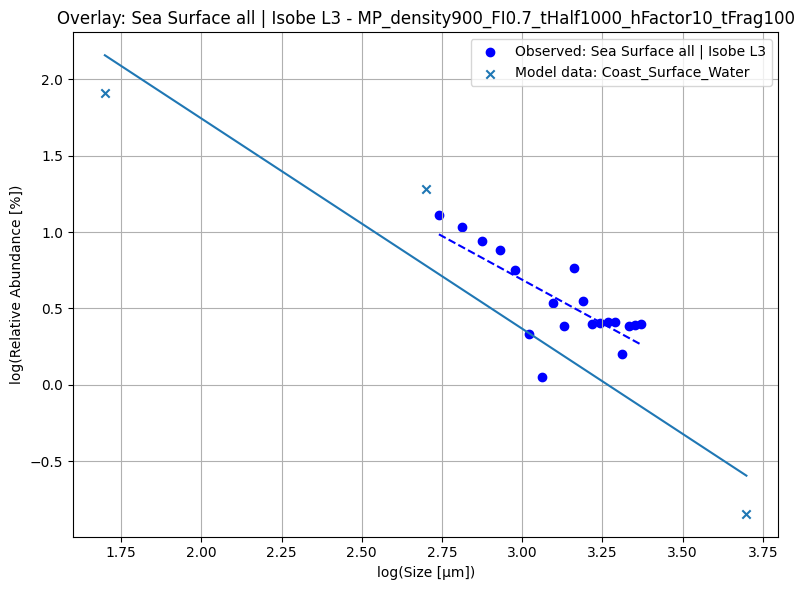 Overlay: Sea Surface all | Isobe L3 - MP_density900_FI0.7_tHalf1000_hFactor10_tFrag100
Observed: Sea Surface all | Isobe L3
Model data: Coast_Surface_Water
log(Relative Abundance [%])
2.0
1.5
1.0
0.5
0.0
−0.5
1.75 2.00 2.25 2.50 2.75 3.00 3.25 3.50 3.75
log(Size [μm])